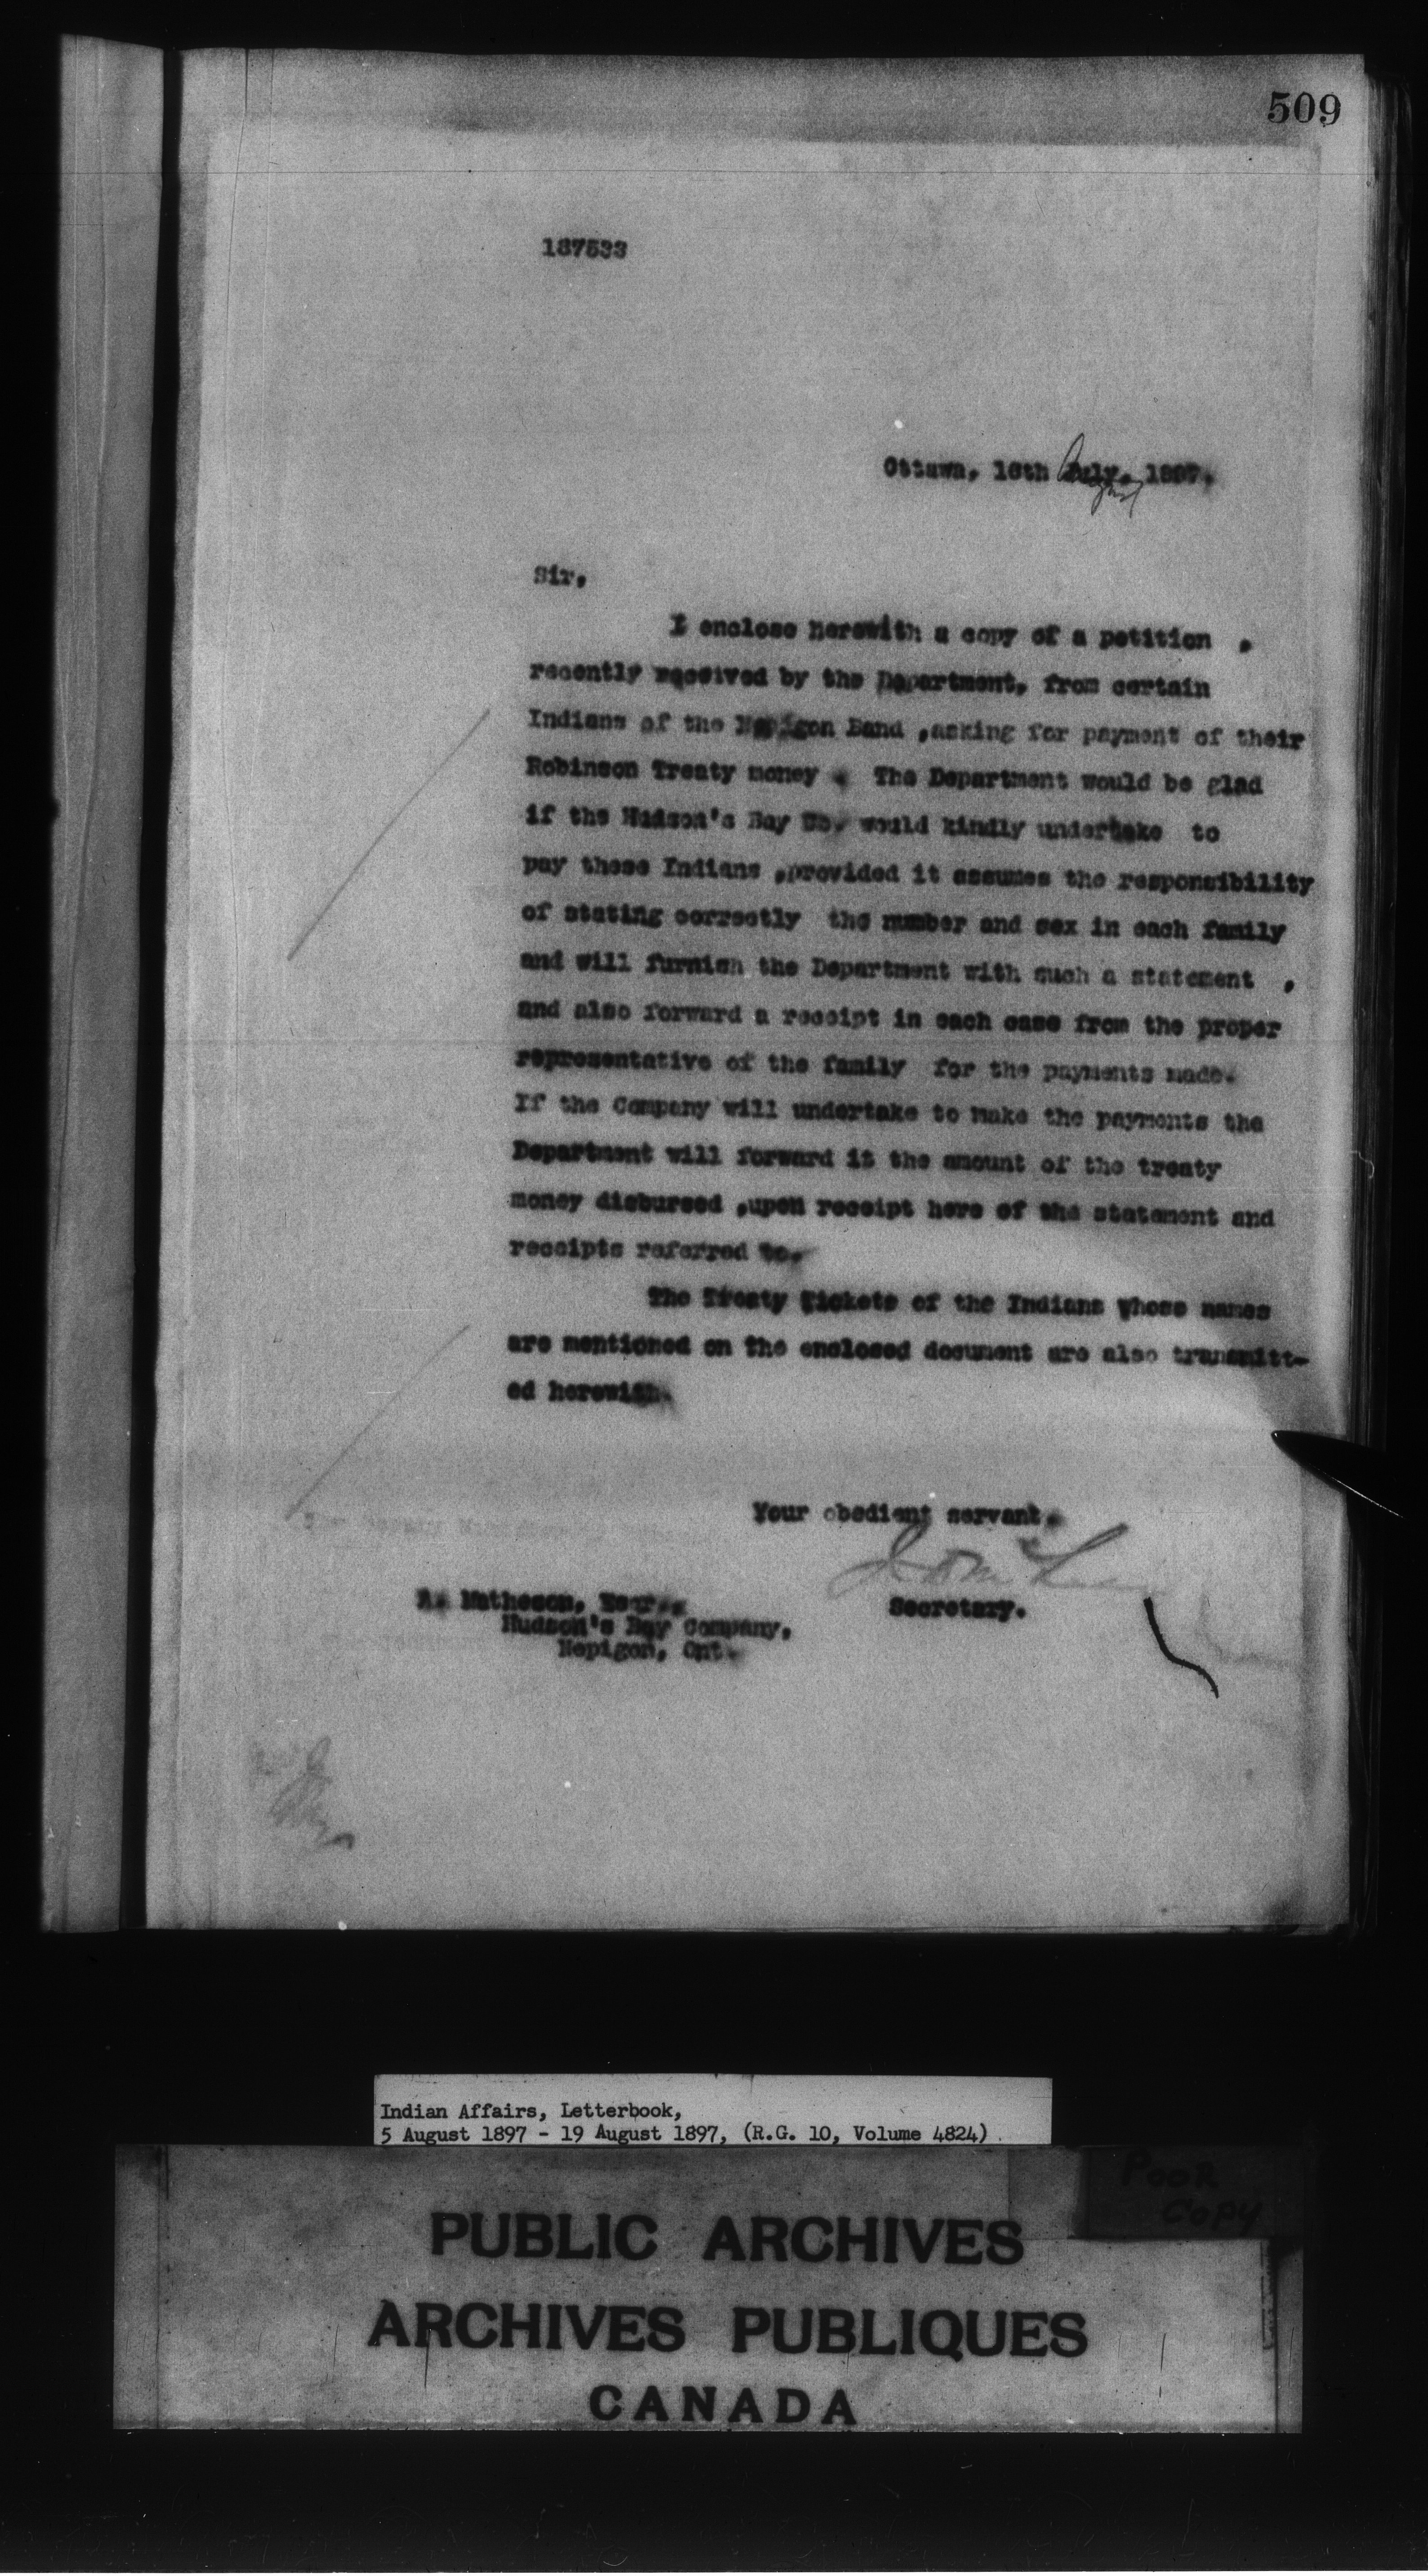 509
187533
Ottawa, 16th July, 1897.
August
Sir,
I enclose herewith a copy of a petition ,
recently received by the Department, from certain
Indians of the Nepigon Band ,asking for payment of their
Robinson Treaty money . The Department would be glad
if the Hudson's Bay Co. would kindly undertake to
pay these Indians ,provided it assumes the responsibility
of stating correctly the number and sex in each family
and will furnish the Department with such a statement ,
and also forward a receipt in each case from the proper
representative of the family for the payments made.
If the Company will undertake to make the payments the
Department will forward it the amount of the treaty
money disbursed ,upon receipt here of the statement and
receipts referred to.
The Treaty Tickets of the Indians whose names
are mentioned on the enclosed document are also transmitt-
ed herewith.
Your obedient servant,
Secretary.
A. Matheson, Esqr.,
Hudson's Bay Company,
Nepigon, Ont.
Indian Affairs, Letterbook,
5 August 1897 - 19 August 1897, (R.G. 10, Volume 4824)
POOR
COPY
PUBLIC ARCHIVES
ARCHIVES PUBLIQUES
CANADA